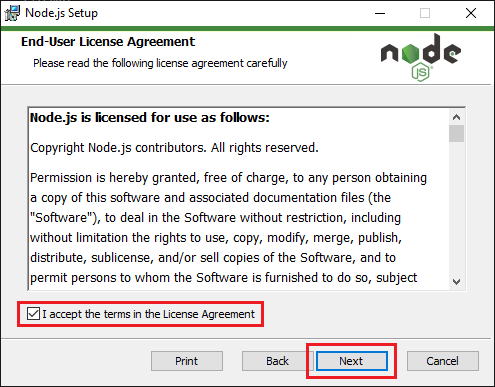 Node.js Setup
End-User License Agreement
Please read the following license agreement carefully
node
JS
Node.js is licensed for use as follows:
Copyright Node.js contributors. All rights reserved.
Permission is hereby granted, free of charge, to any person obtaining
a copy of this software and associated documentation files (the
"Software"), to deal in the Software without restriction, including
without limitation the rights to use, copy, modify, merge, publish,
distribute, sublicense, and/or sell copies of the Software, and to
permit persons to whom the Software is furnished to do so, subject
I accept the terms in the License Agreement
Print Back Next Cancel